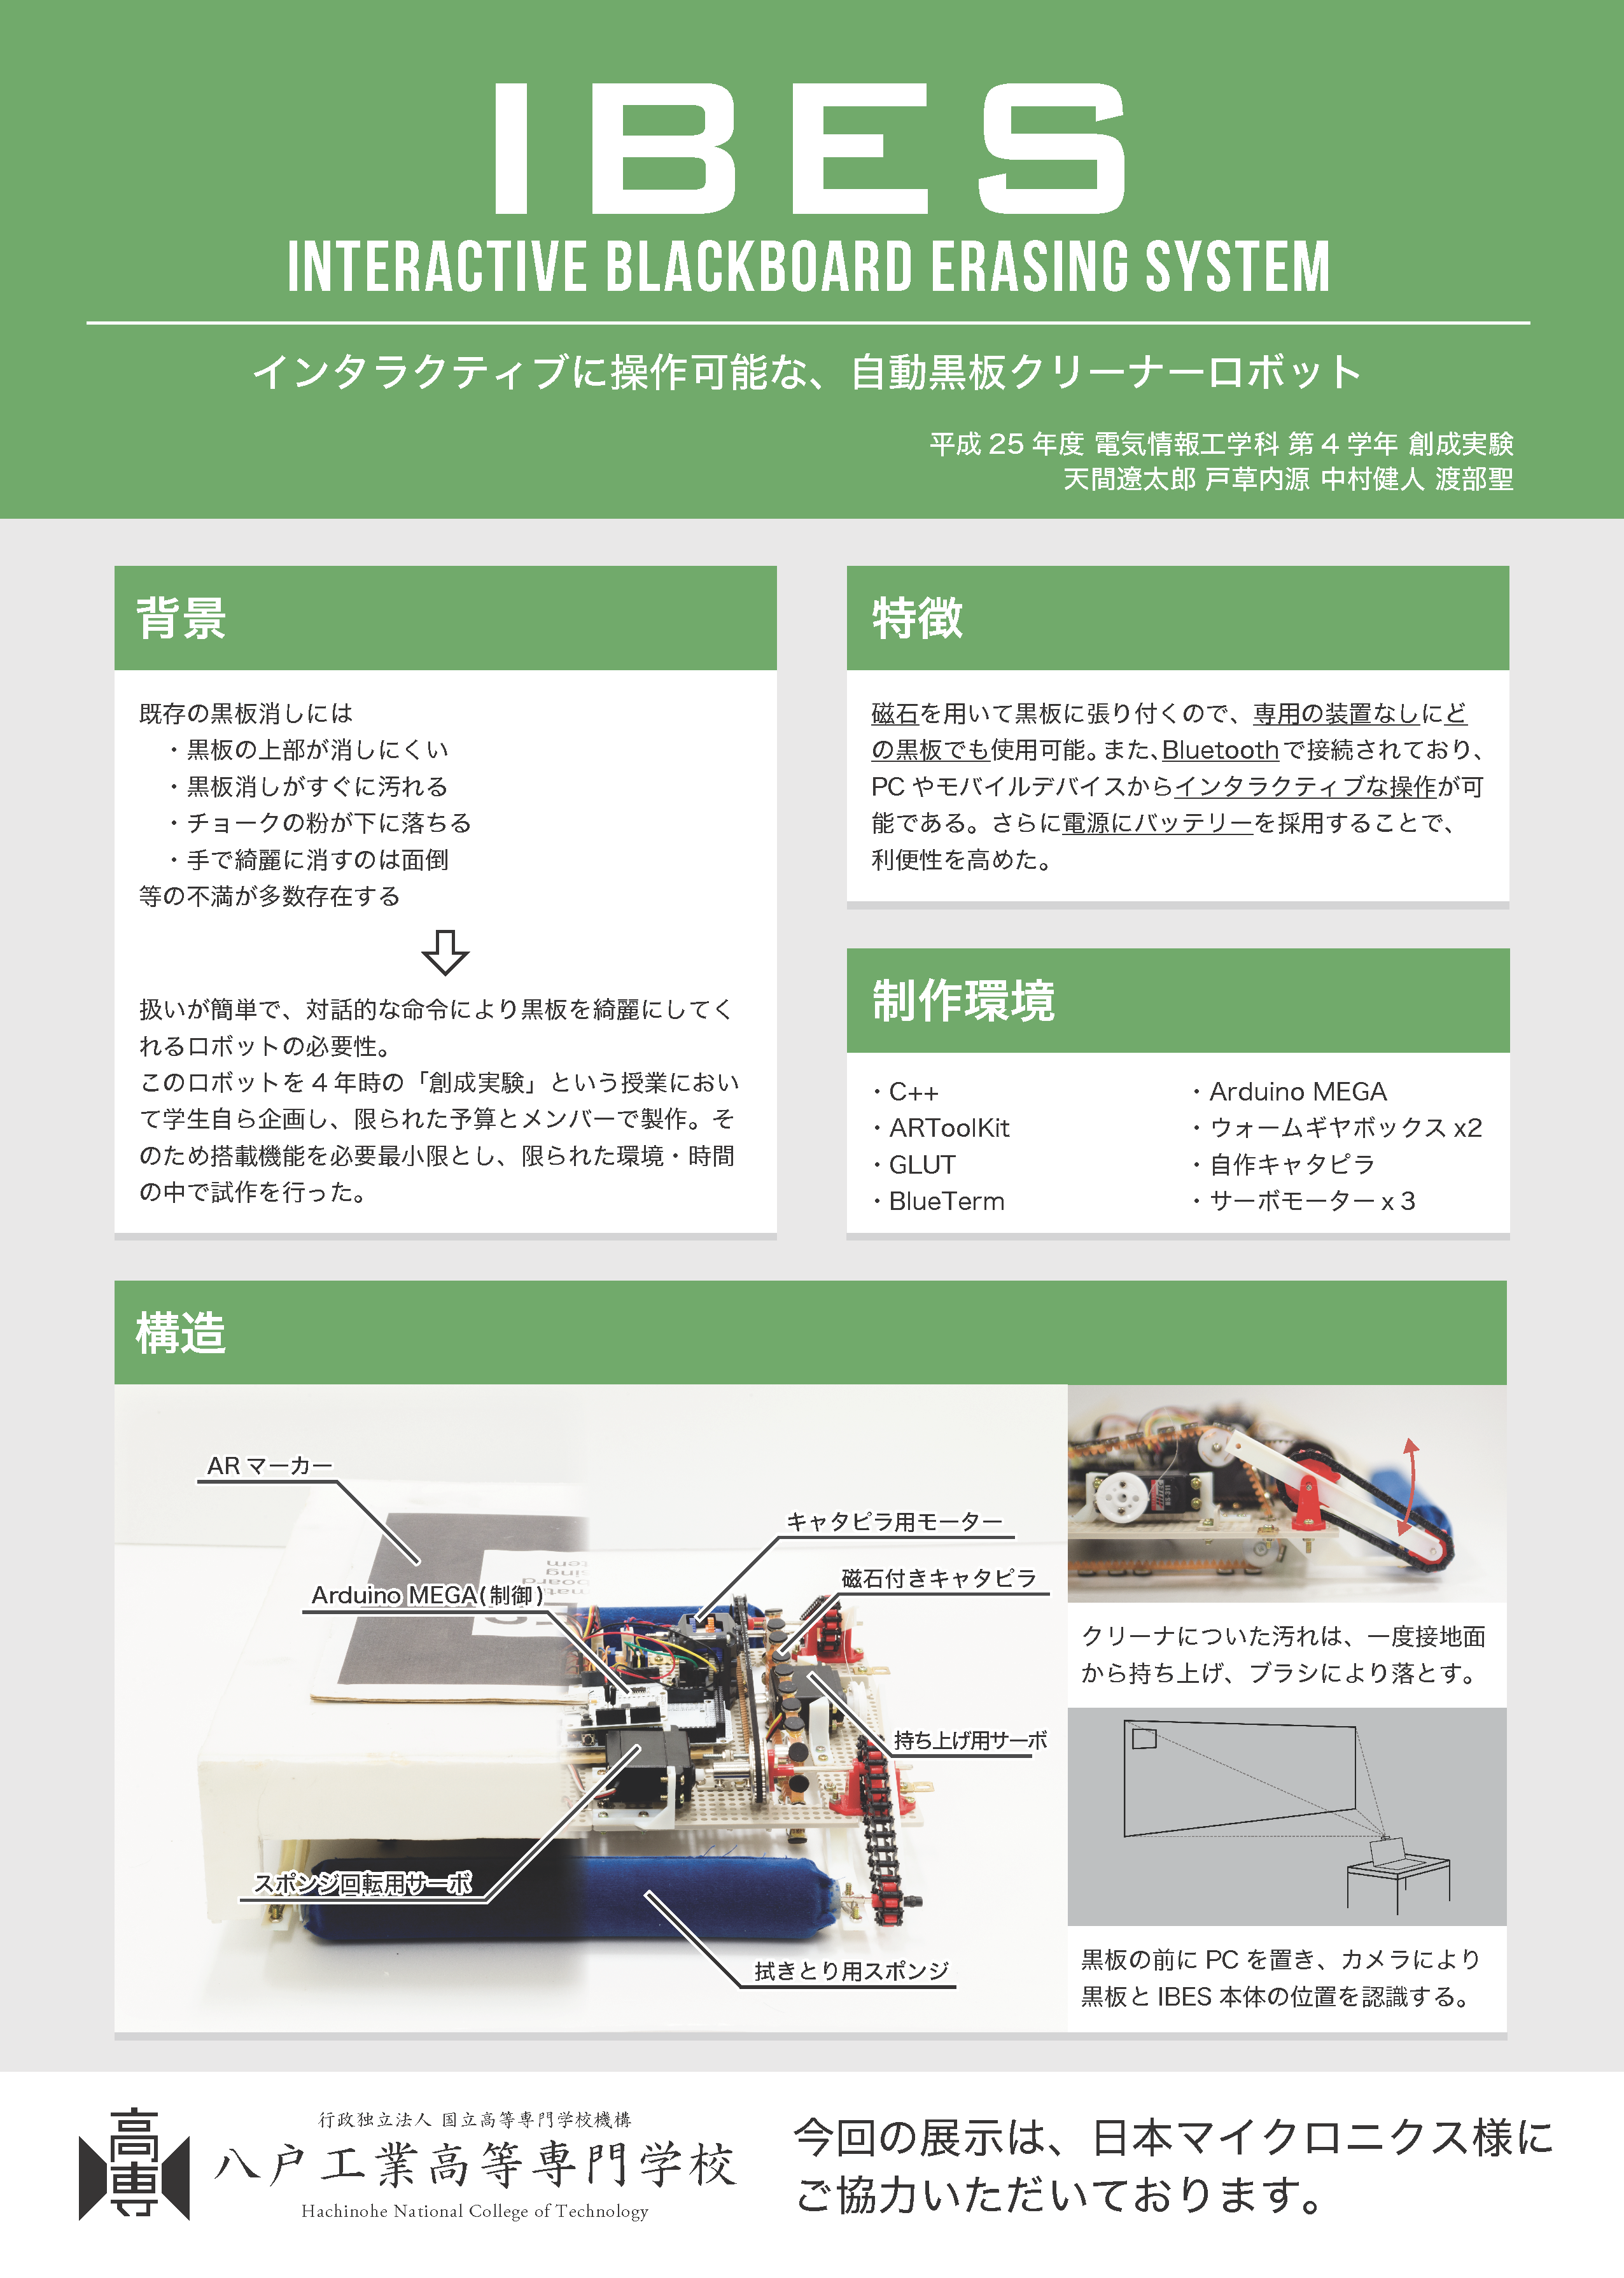 IBES
INTERACTIVE BLACKBOARD ERASING SYSTEM
インタラクティブに操作可能な、自動黒板クリーナーロボット
平成 25 年度 電気情報工学科 第 4 学年 創成実験
天間遼太郎 戸草内源 中村健人 渡部聖
背景
既存の黒板消しには
・黒板の上部が消しにくい
・黒板消しがすぐに汚れる
・チョークの粉が下に落ちる
・手で綺麗に消すのは面倒
等の不満が多数存在する
扱いが簡単で、対話的な命令により黒板を綺麗にしてく
れるロボットの必要性。
このロボットを 4 年時の「創成実験」という授業におい
て学生自ら企画し、限られた予算とメンバーで製作。そ
のため搭載機能を必要最小限とし、限られた環境・時間
の中で試作を行った。
特徴
磁石を用いて黒板に張り付くので、専用の装置なしにど
の黒板でも使用可能。また、Bluetoothで接続されており、
PC やモバイルデバイスからインタラクティブな操作が可
能である。さらに電源にバッテリーを採用することで、
利便性を高めた。
制作環境
・C++
・ARToolKit
・GLUT
・BlueTerm
・Arduino MEGA
・ウォームギヤボックス x2
・自作キャタピラ
・サーボモーター x 3
構造
AR マーカー
キャタピラ用モーター
磁石付きキャタピラ
Arduino MEGA(制御)
持ち上げ用サーボ
スポンジ回転用サーボ
拭きとり用スポンジ
クリーナについた汚れは、一度接地面
から持ち上げ、ブラシにより落とす。
黒板の前に PC を置き、カメラにより
黒板と IBES 本体の位置を認識する。
高専
行政独立法人 国立高等専門学校機構
八戸工業高等専門学校
Hachinohe National College of Technology
今回の展示は、日本マイクロニクス様に
ご協力いただいております。